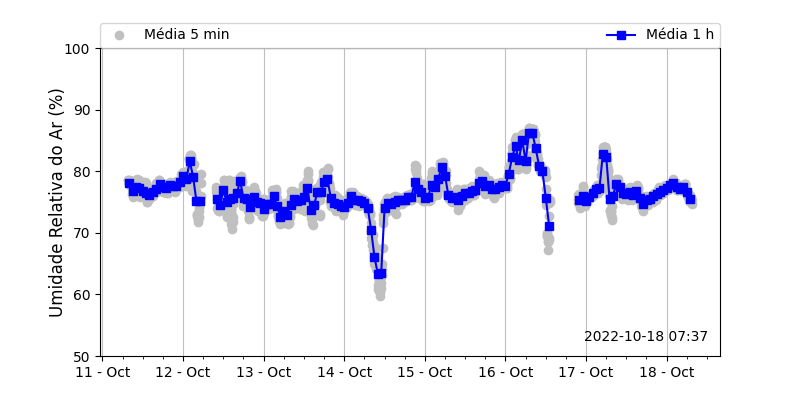 Média 5 min Média 1 h
100
90
80
70
60
50
Umidade Relativa do Ar (%)
2022-10-18 07:37
11 - Oct 12 - Oct 13 - Oct 14 - Oct 15 - Oct 16 - Oct 17 - Oct 18 - Oct